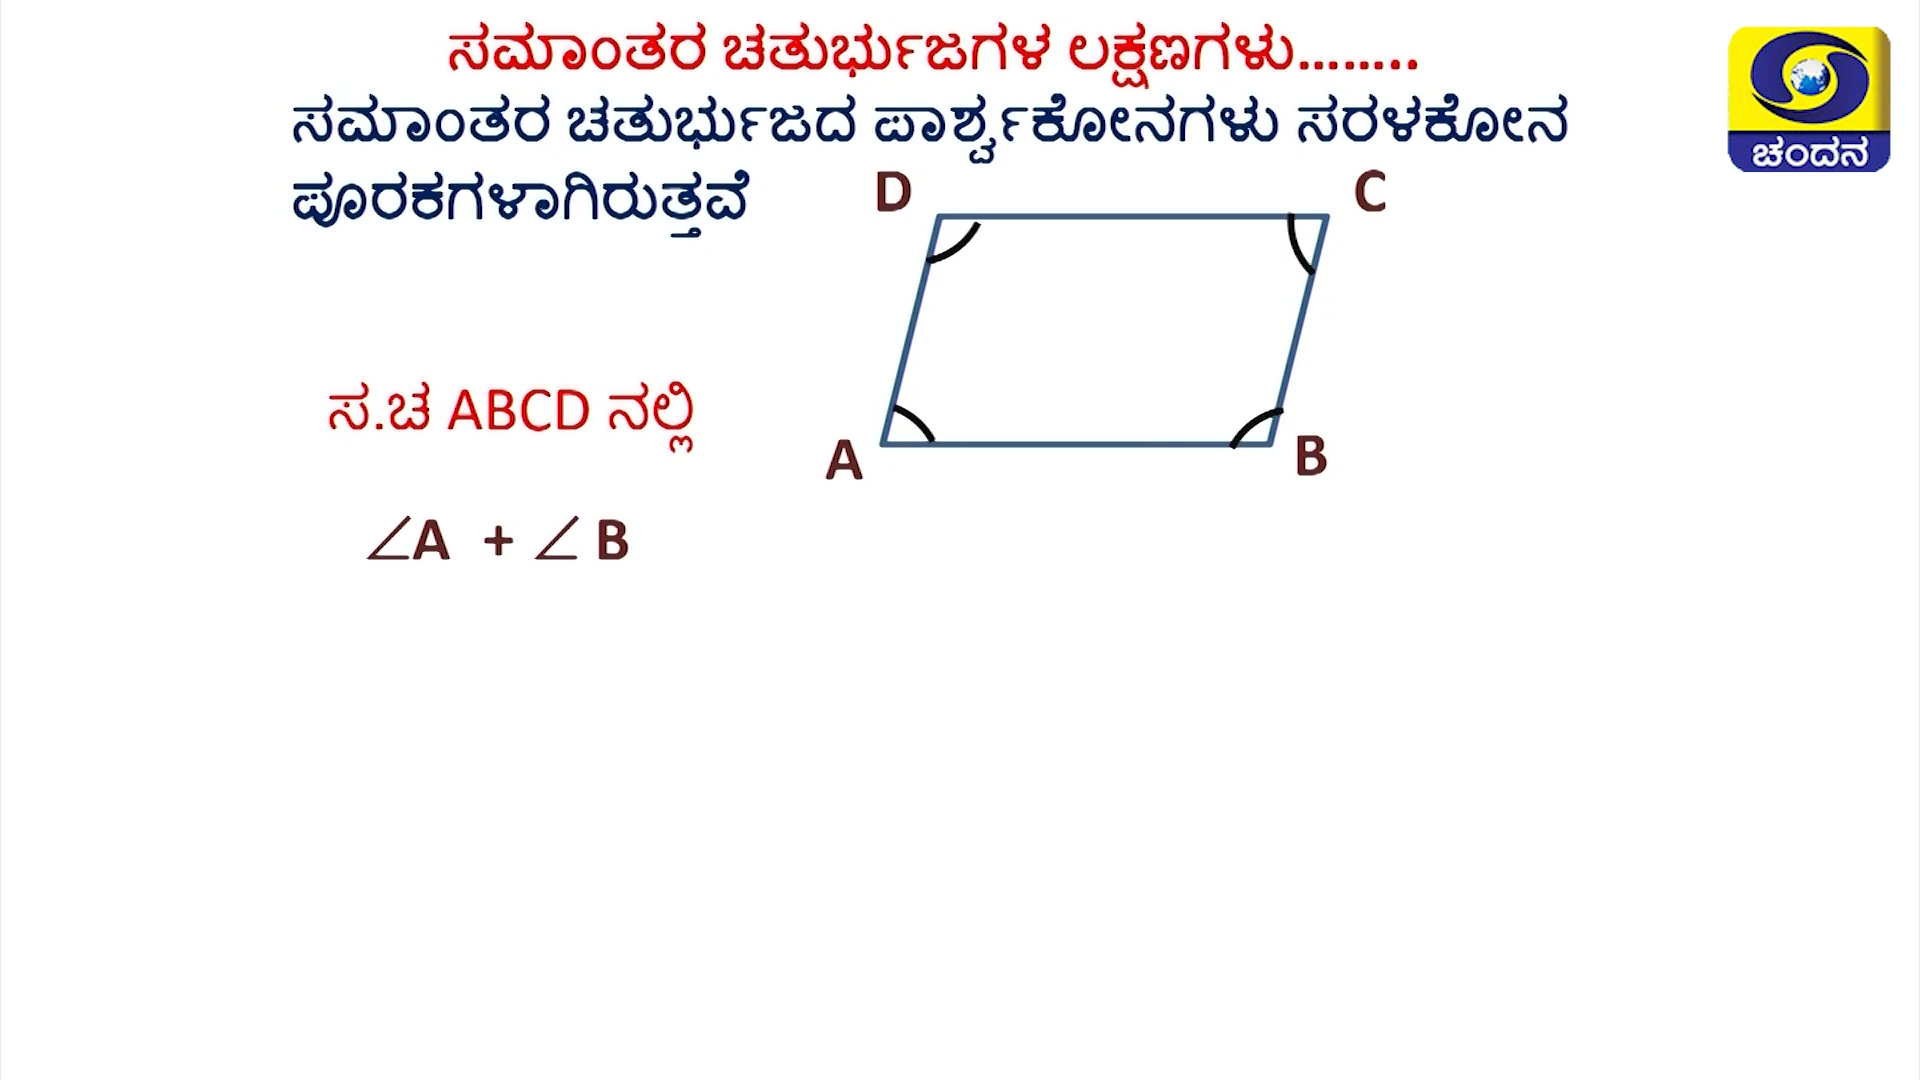 ಸಮಾಂತರ ಚತುರ್ಭುಜಗಳ ಲಕ್ಷಣಗಳು........
ಸಮಾಂತರ ಚತುರ್ಭುಜದ ಪಾರ್ಶ್ವಕೋನಗಳು ಸರಳಕೋನ
ಪೂರಕಗಳಾಗಿರುತ್ತವೆ
ಚಂದನ
D C
ಸ.ಚ ABCD ನಲ್ಲಿ
A B
∠A + ∠ B